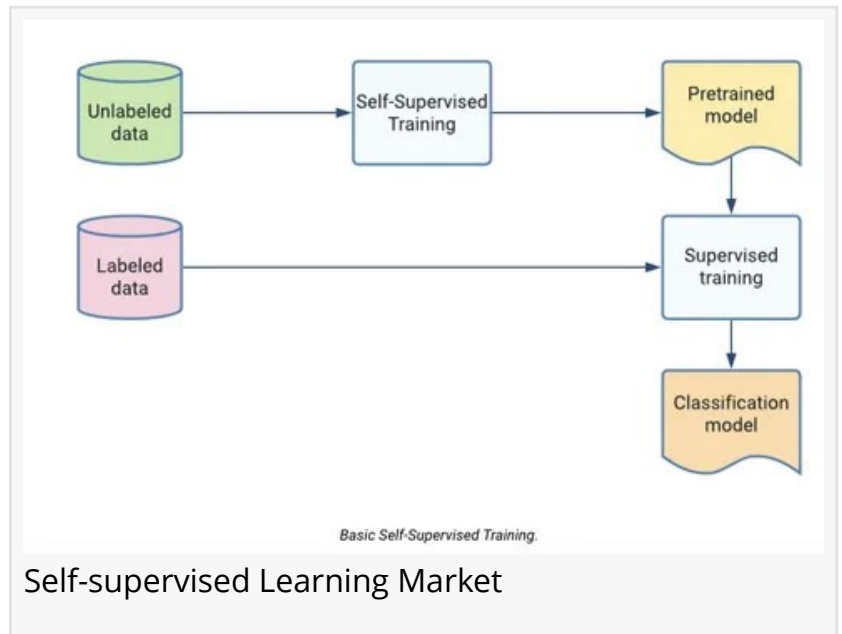 Unlabeled
data
Self-Supervised
Training
Pretrained
model
Labeled
data
Supervised
training
Classification
model
Basic Self-Supervised Training.
Self-supervised Learning Market